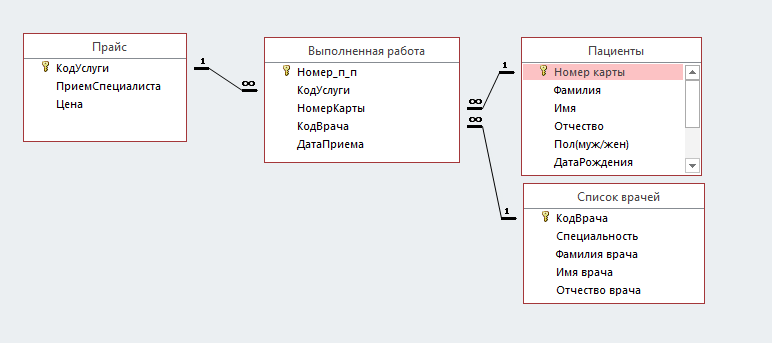 Прайс
КодУслуги
ПриемСпециалиста
Цена
1
∞
Выполненная работа
Номер_п_п
КодУслуги
НомерКарты
КодВрача
ДатаПриема
∞
∞
1
1
Пациенты
Номер карты
Фамилия
Имя
Отчество
Пол(муж/жен)
ДатаРождения
Список врачей
КодВрача
Специальность
Фамилия врача
Имя врача
Отчество врача